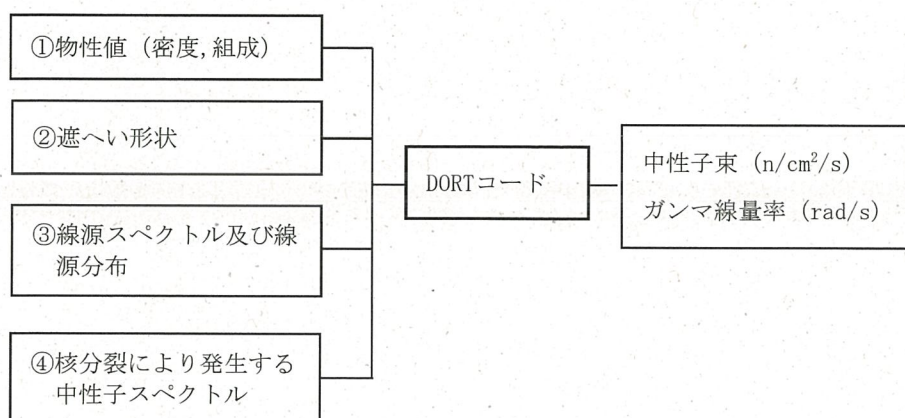 ①物性値（密度,組成）
②遮へい形状
③線源スペクトル及び線
源分布
④核分裂により発生する
中性子スペクトル
DORTコード
中性子束（n/cm²/s）
ガンマ線量率（rad/s）